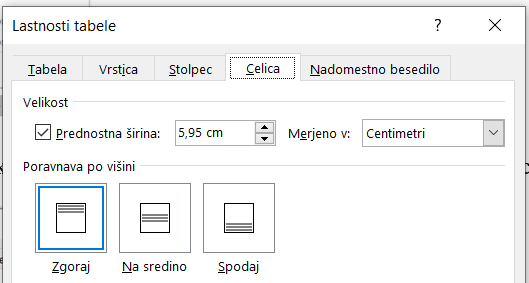 Lastnosti tabele ?
Tabela Vrstica Stolpec Celica Nadomestno besedilo
Velikost
Prednostna širina: 5,95 cm Merjeno v: Centimetri
Poravnava po višini
Zgoraj Na sredino Spodaj